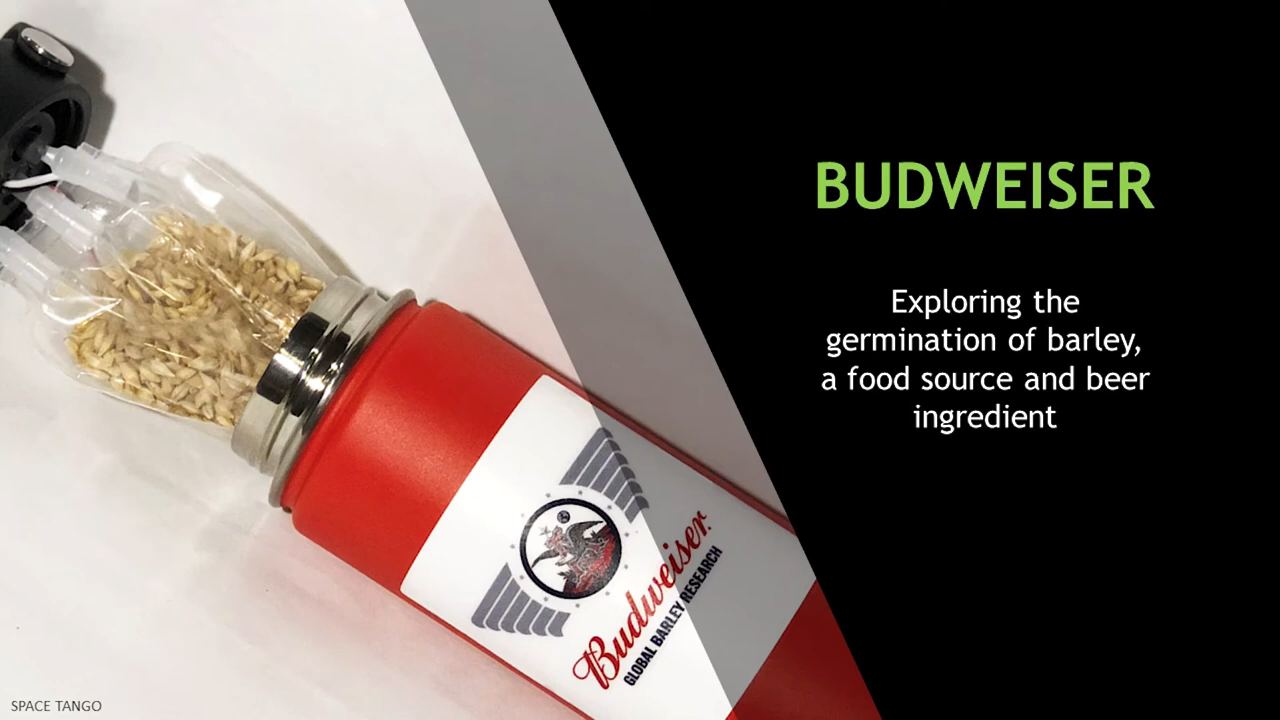 BUDWEISER
Exploring the
germination of barley,
a food source and beer
ingredient
Budweiser.
GLOBAL BARLEY RESEARCH
SPACE TANGO